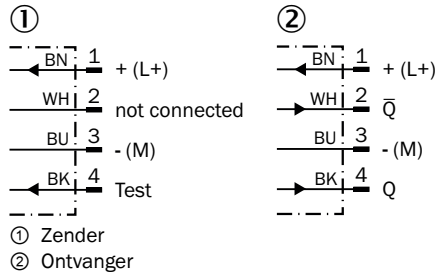 ①
BN 1 + (L+)
WH 2 not connected
BU 3 - (M)
BK 4 Test
②
BN 1 + (L+)
WH 2 Q̅
BU 3 - (M)
BK 4 Q
① Zender
② Ontvanger